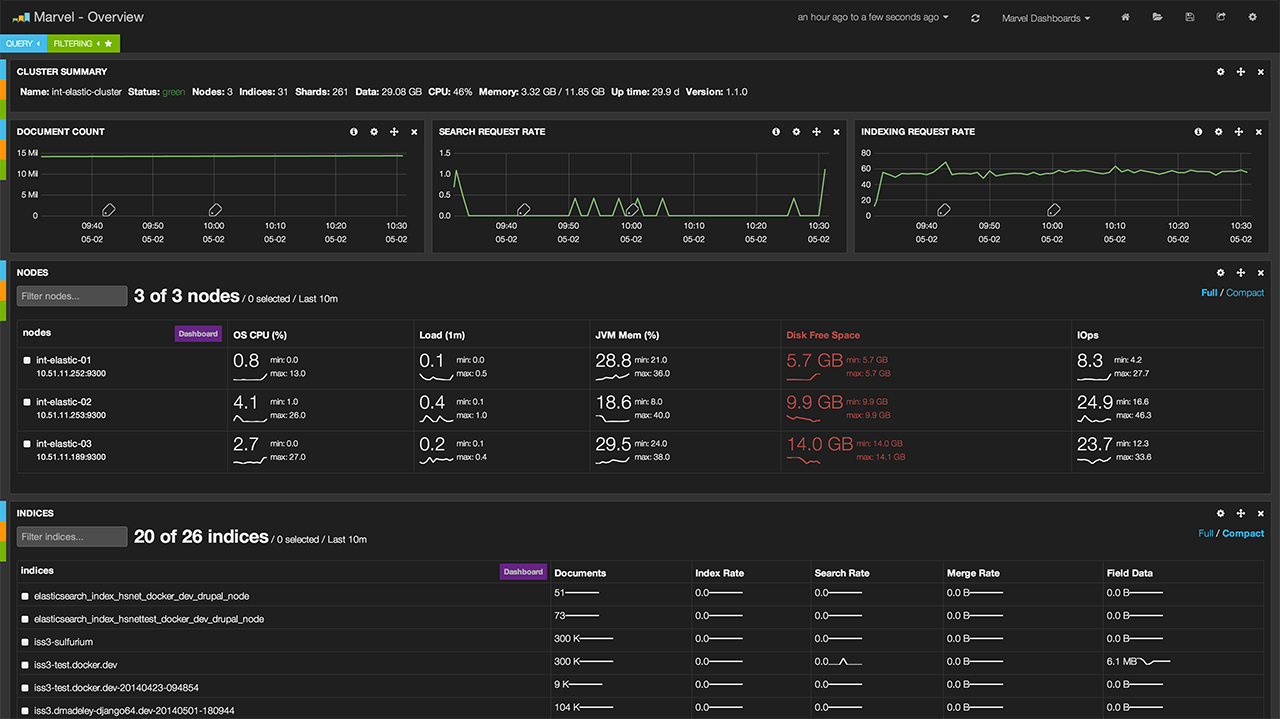 Marvel - Overview
an hour ago to a few seconds ago
Marvel Dashboards
QUERY
FILTERING
CLUSTER SUMMARY
Name: int-elastic-cluster Status: green Nodes: 3 Indices: 31 Shards: 261 Data: 29.08 GB CPU: 46% Memory: 3.32 GB / 11.85 GB Up time: 29.9 d Version: 1.1.0
DOCUMENT COUNT
15 Mil
10 Mil
5 Mil
0
09:40 09:50 10:00 10:10 10:20 10:30
05-02 05-02 05-02 05-02 05-02 05-02
SEARCH REQUEST RATE
1.5
1.0
0.5
0.0
09:40 09:50 10:00 10:10 10:20 10:30
05-02 05-02 05-02 05-02 05-02 05-02
INDEXING REQUEST RATE
80
60
40
20
0
09:40 09:50 10:00 10:10 10:20 10:30
05-02 05-02 05-02 05-02 05-02 05-02
NODES
Filter nodes... 3 of 3 nodes / 0 selected / Last 10m
Full / Compact
nodes Dashboard OS CPU (%) Load (1m) JVM Mem (%) Disk Free Space IOps
int-elastic-01 0.8 min: 0.0 0.1 min: 0.0 28.8 min: 21.0 5.7 GB min: 5.7 GB 8.3 min: 4.2
10.51.11.252:9300 max: 13.0 max: 0.5 max: 36.0 max: 5.7 GB max: 27.7
int-elastic-02 4.1 min: 1.0 0.4 min: 0.1 18.6 min: 8.0 9.9 GB min: 9.9 GB 24.9 min: 16.6
10.51.11.253:9300 max: 26.0 max: 1.0 max: 40.0 max: 9.9 GB max: 46.3
int-elastic-03 2.7 min: 0.0 0.2 min: 0.1 29.5 min: 24.0 14.0 GB min: 14.0 GB 23.7 min: 12.3
10.51.11.189:9300 max: 27.0 max: 0.4 max: 38.0 max: 14.1 GB max: 33.6
INDICES
Filter indices... 20 of 26 indices / 0 selected / Last 10m
Full / Compact
indices Dashboard Documents Index Rate Search Rate Merge Rate Field Data
elasticsearch_index_hsnet_docker_dev_drupal_node 51 0.0 0.0 0.0 B 0.0 B
elasticsearch_index_hsnettest_docker_dev_drupal_node 73 0.0 0.0 0.0 B 0.0 B
iss3-sulfurium 300 K 0.0 0.0 0.0 B 0.0 B
iss3-test.docker.dev 300 K 0.0 0.0 0.0 B 6.1 MB
iss3-test.docker.dev-20140423-094854 9 K 0.0 0.0 0.0 B 0.0 B
iss3.dmadeley-django64.dev-20140501-180944 104 K 0.0 0.0 0.0 B 0.0 B